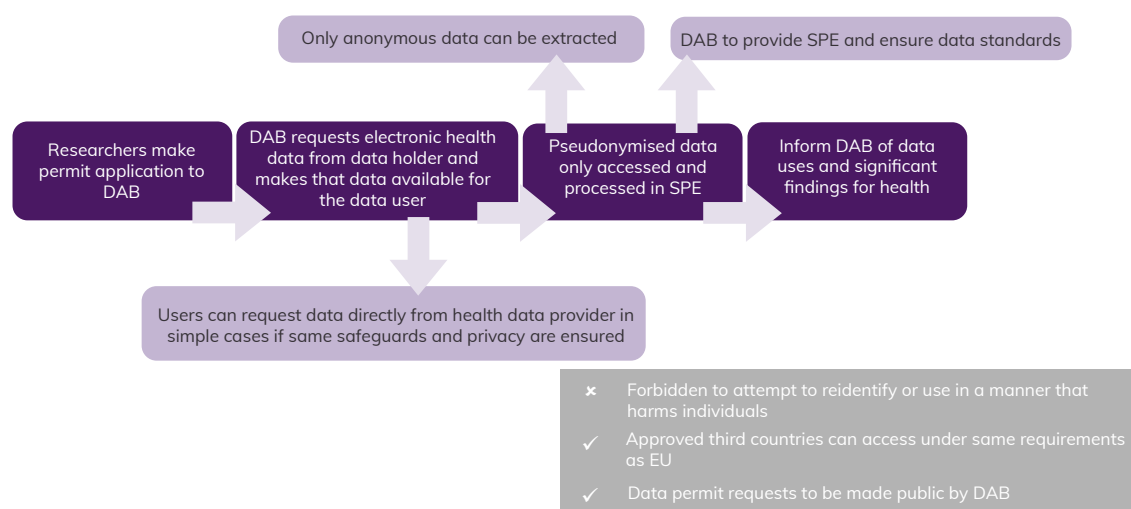 Only anonymous data can be extracted
DAB to provide SPE and ensure data standards
Researchers make
permit application to
DAB
DAB requests electronic health
data from data holder and
makes that data available for
the data user
Pseudonymised data
only accessed and
processed in SPE
Inform DAB of data
uses and significant
findings for health
Users can request data directly from health data provider in
simple cases if same safeguards and privacy are ensured
× Forbidden to attempt to reidentify or use in a manner that
harms individuals
✓ Approved third countries can access under same requirements
as EU
✓ Data permit requests to be made public by DAB